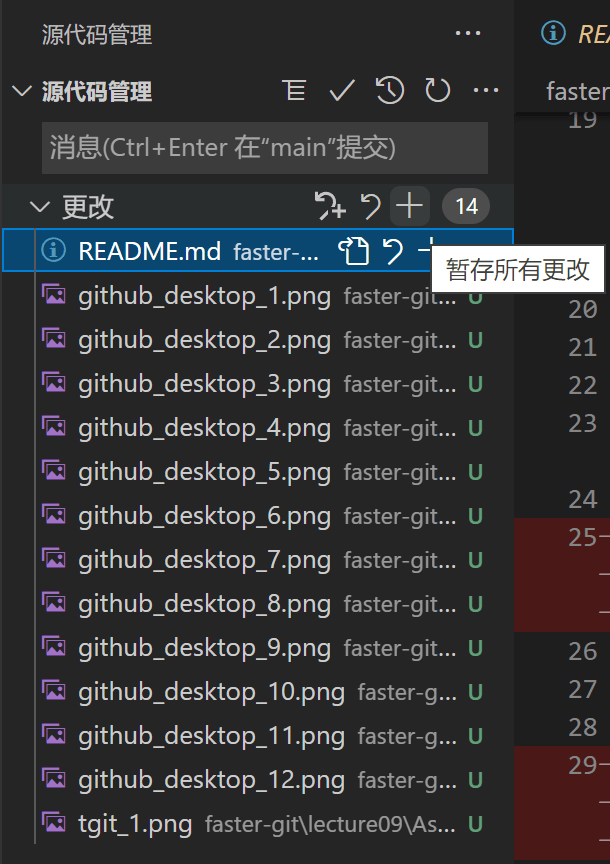 源代码管理
源代码管理
消息(Ctrl+Enter 在“main”提交)
更改 14
README.md faster-...
github_desktop_1.png faster-git... U
github_desktop_2.png faster-git... U
github_desktop_3.png faster-git... U
github_desktop_4.png faster-git... U
github_desktop_5.png faster-git... U
github_desktop_6.png faster-git... U
github_desktop_7.png faster-git... U
github_desktop_8.png faster-git... U
github_desktop_9.png faster-git... U
github_desktop_10.png faster-g... U
github_desktop_11.png faster-g... U
github_desktop_12.png faster-g... U
tgit_1.png faster-git\lecture09\As... U
暂存所有更改
REA
faster
19
20
21
22
23
24
25
26
27
28
29